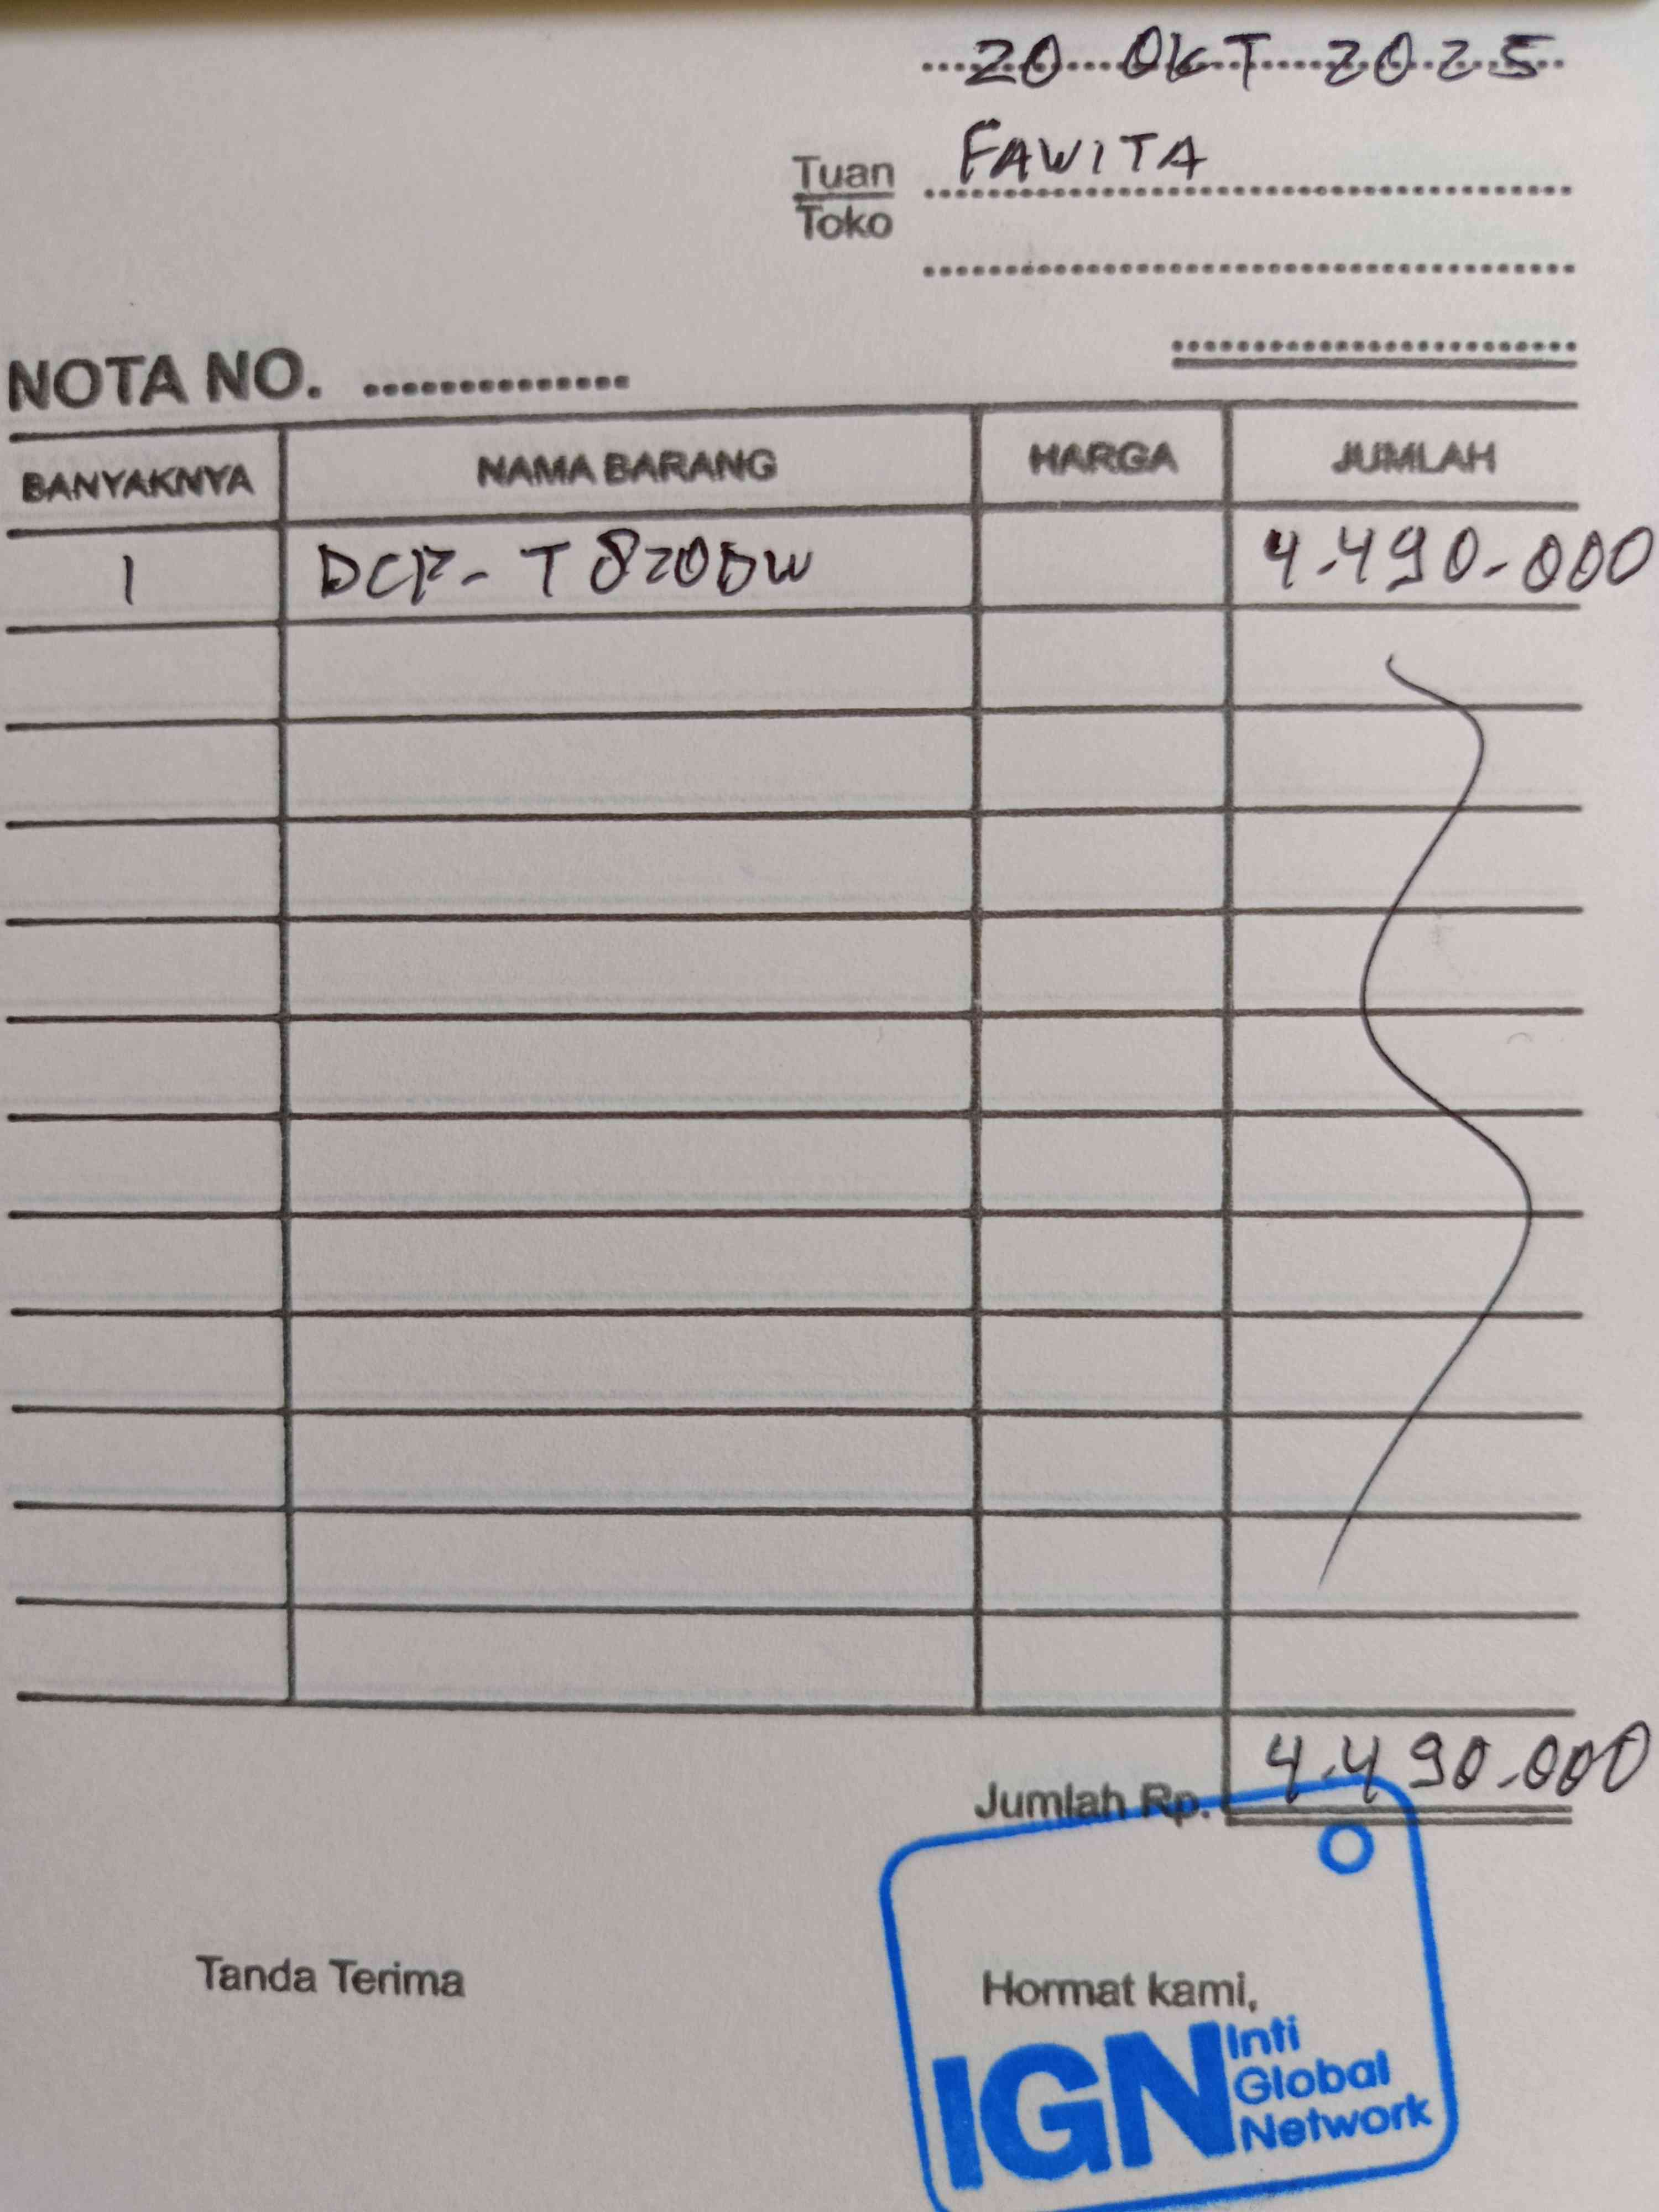 20 OKT 2025
Tuan FAWITA
Toko
NOTA NO.
BANYAKNYA NAMA BARANG HARGA JUMLAH
1 DCP-T820DW 4.490.000
Jumlah Rp. 4.490.000
Tanda Terima Hormat kami,
IGN Inti
Global
Network